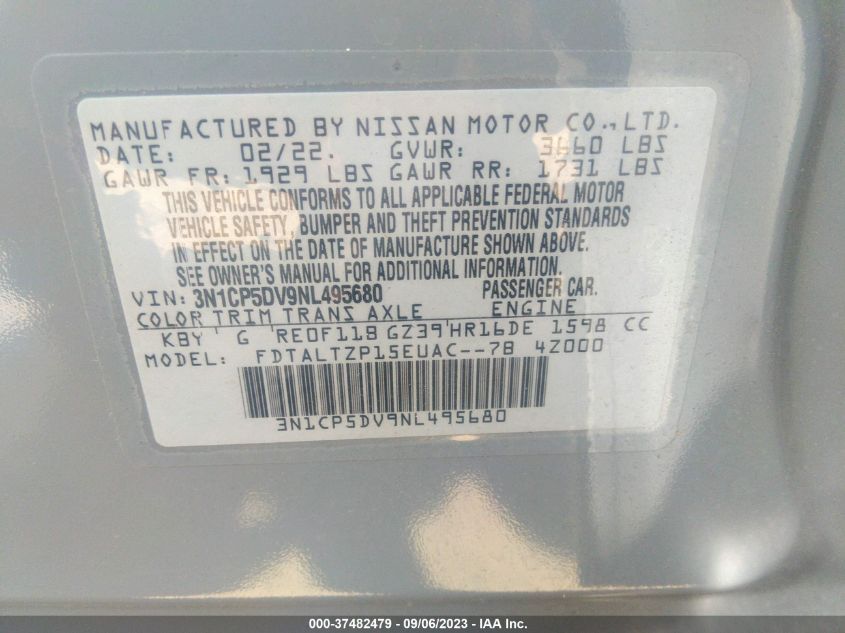 MANUFACTURED BY NISSAN MOTOR CO., LTD.
DATE: 02/22. GVWR: 3660 LBS
GAWR FR: 1929 LBS GAWR RR: 1731 LBS
THIS VEHICLE CONFORMS TO ALL APPLICABLE FEDERAL MOTOR
VEHICLE SAFETY, BUMPER AND THEFT PREVENTION STANDARDS
IN EFFECT ON THE DATE OF MANUFACTURE SHOWN ABOVE.
SEE OWNER'S MANUAL FOR ADDITIONAL INFORMATION.
VIN: 3N1CP5DV9NL495680 PASSENGER CAR.
COLOR TRIM TRANS AXLE ENGINE
KBY G RE0F11B GZ39 HR16DE 1598 CC
MODEL: FDTALTZP15EUAC--7B 4Z000
3N1CP5DV9NL495680
000-37482479 - 09/06/2023 - IAA Inc.